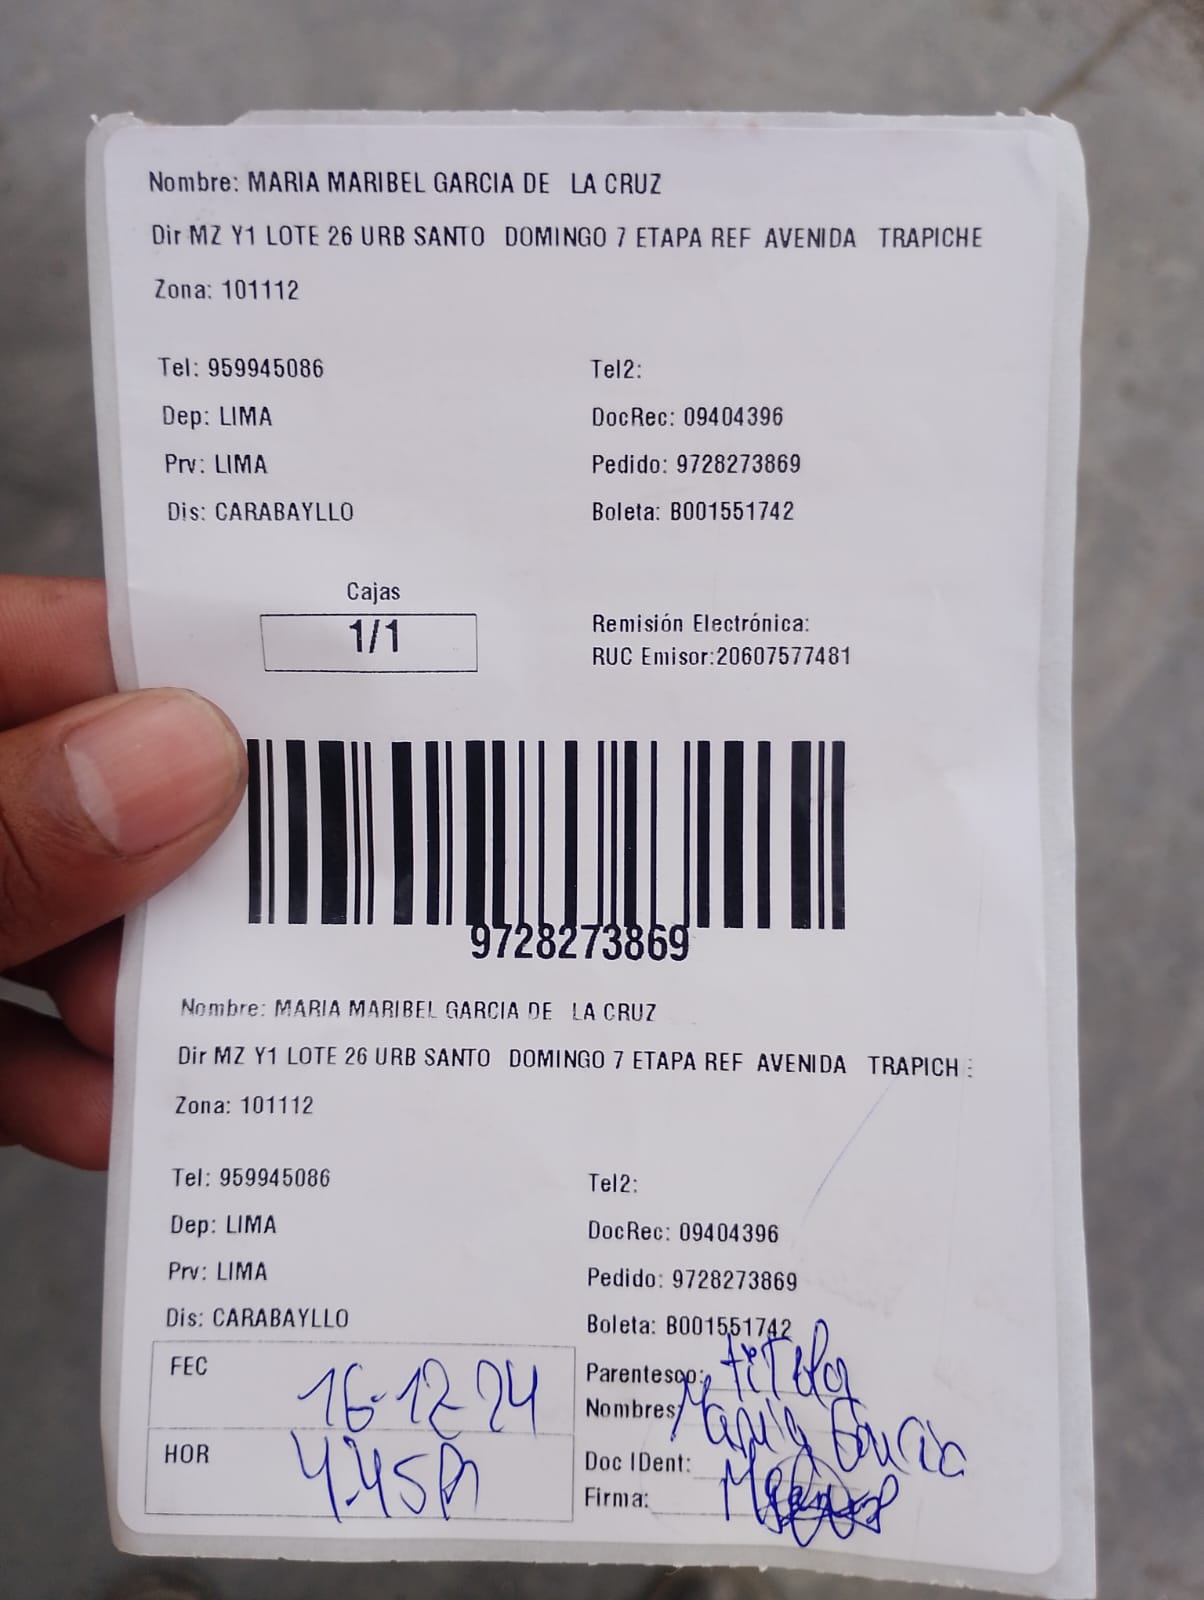 Nombre: MARIA MARIBEL GARCIA DE LA CRUZ
Dir MZ Y1 LOTE 26 URB SANTO DOMINGO 7 ETAPA REF AVENIDA TRAPICHE
Zona: 101112
Tel: 959945086 Tel2:
Dep: LIMA DocRec: 09404396
Prv: LIMA Pedido: 9728273869
Dis: CARABAYLLO Boleta: B001551742
Cajas
1/1
Remisión Electrónica:
RUC Emisor:20607577481
9728273869
Nombre: MARIA MARIBEL GARCIA DE LA CRUZ
Dir MZ Y1 LOTE 26 URB SANTO DOMINGO 7 ETAPA REF AVENIDA TRAPICHE
Zona: 101112
Tel: 959945086 Tel2:
Dep: LIMA DocRec: 09404396
Prv: LIMA Pedido: 9728273869
Dis: CARABAYLLO Boleta: B001551742
FEC 16-12-24
HOR 4:45Pm
Parentesco:
Nombres: Maria Garcia
Doc IDent:
Firma: